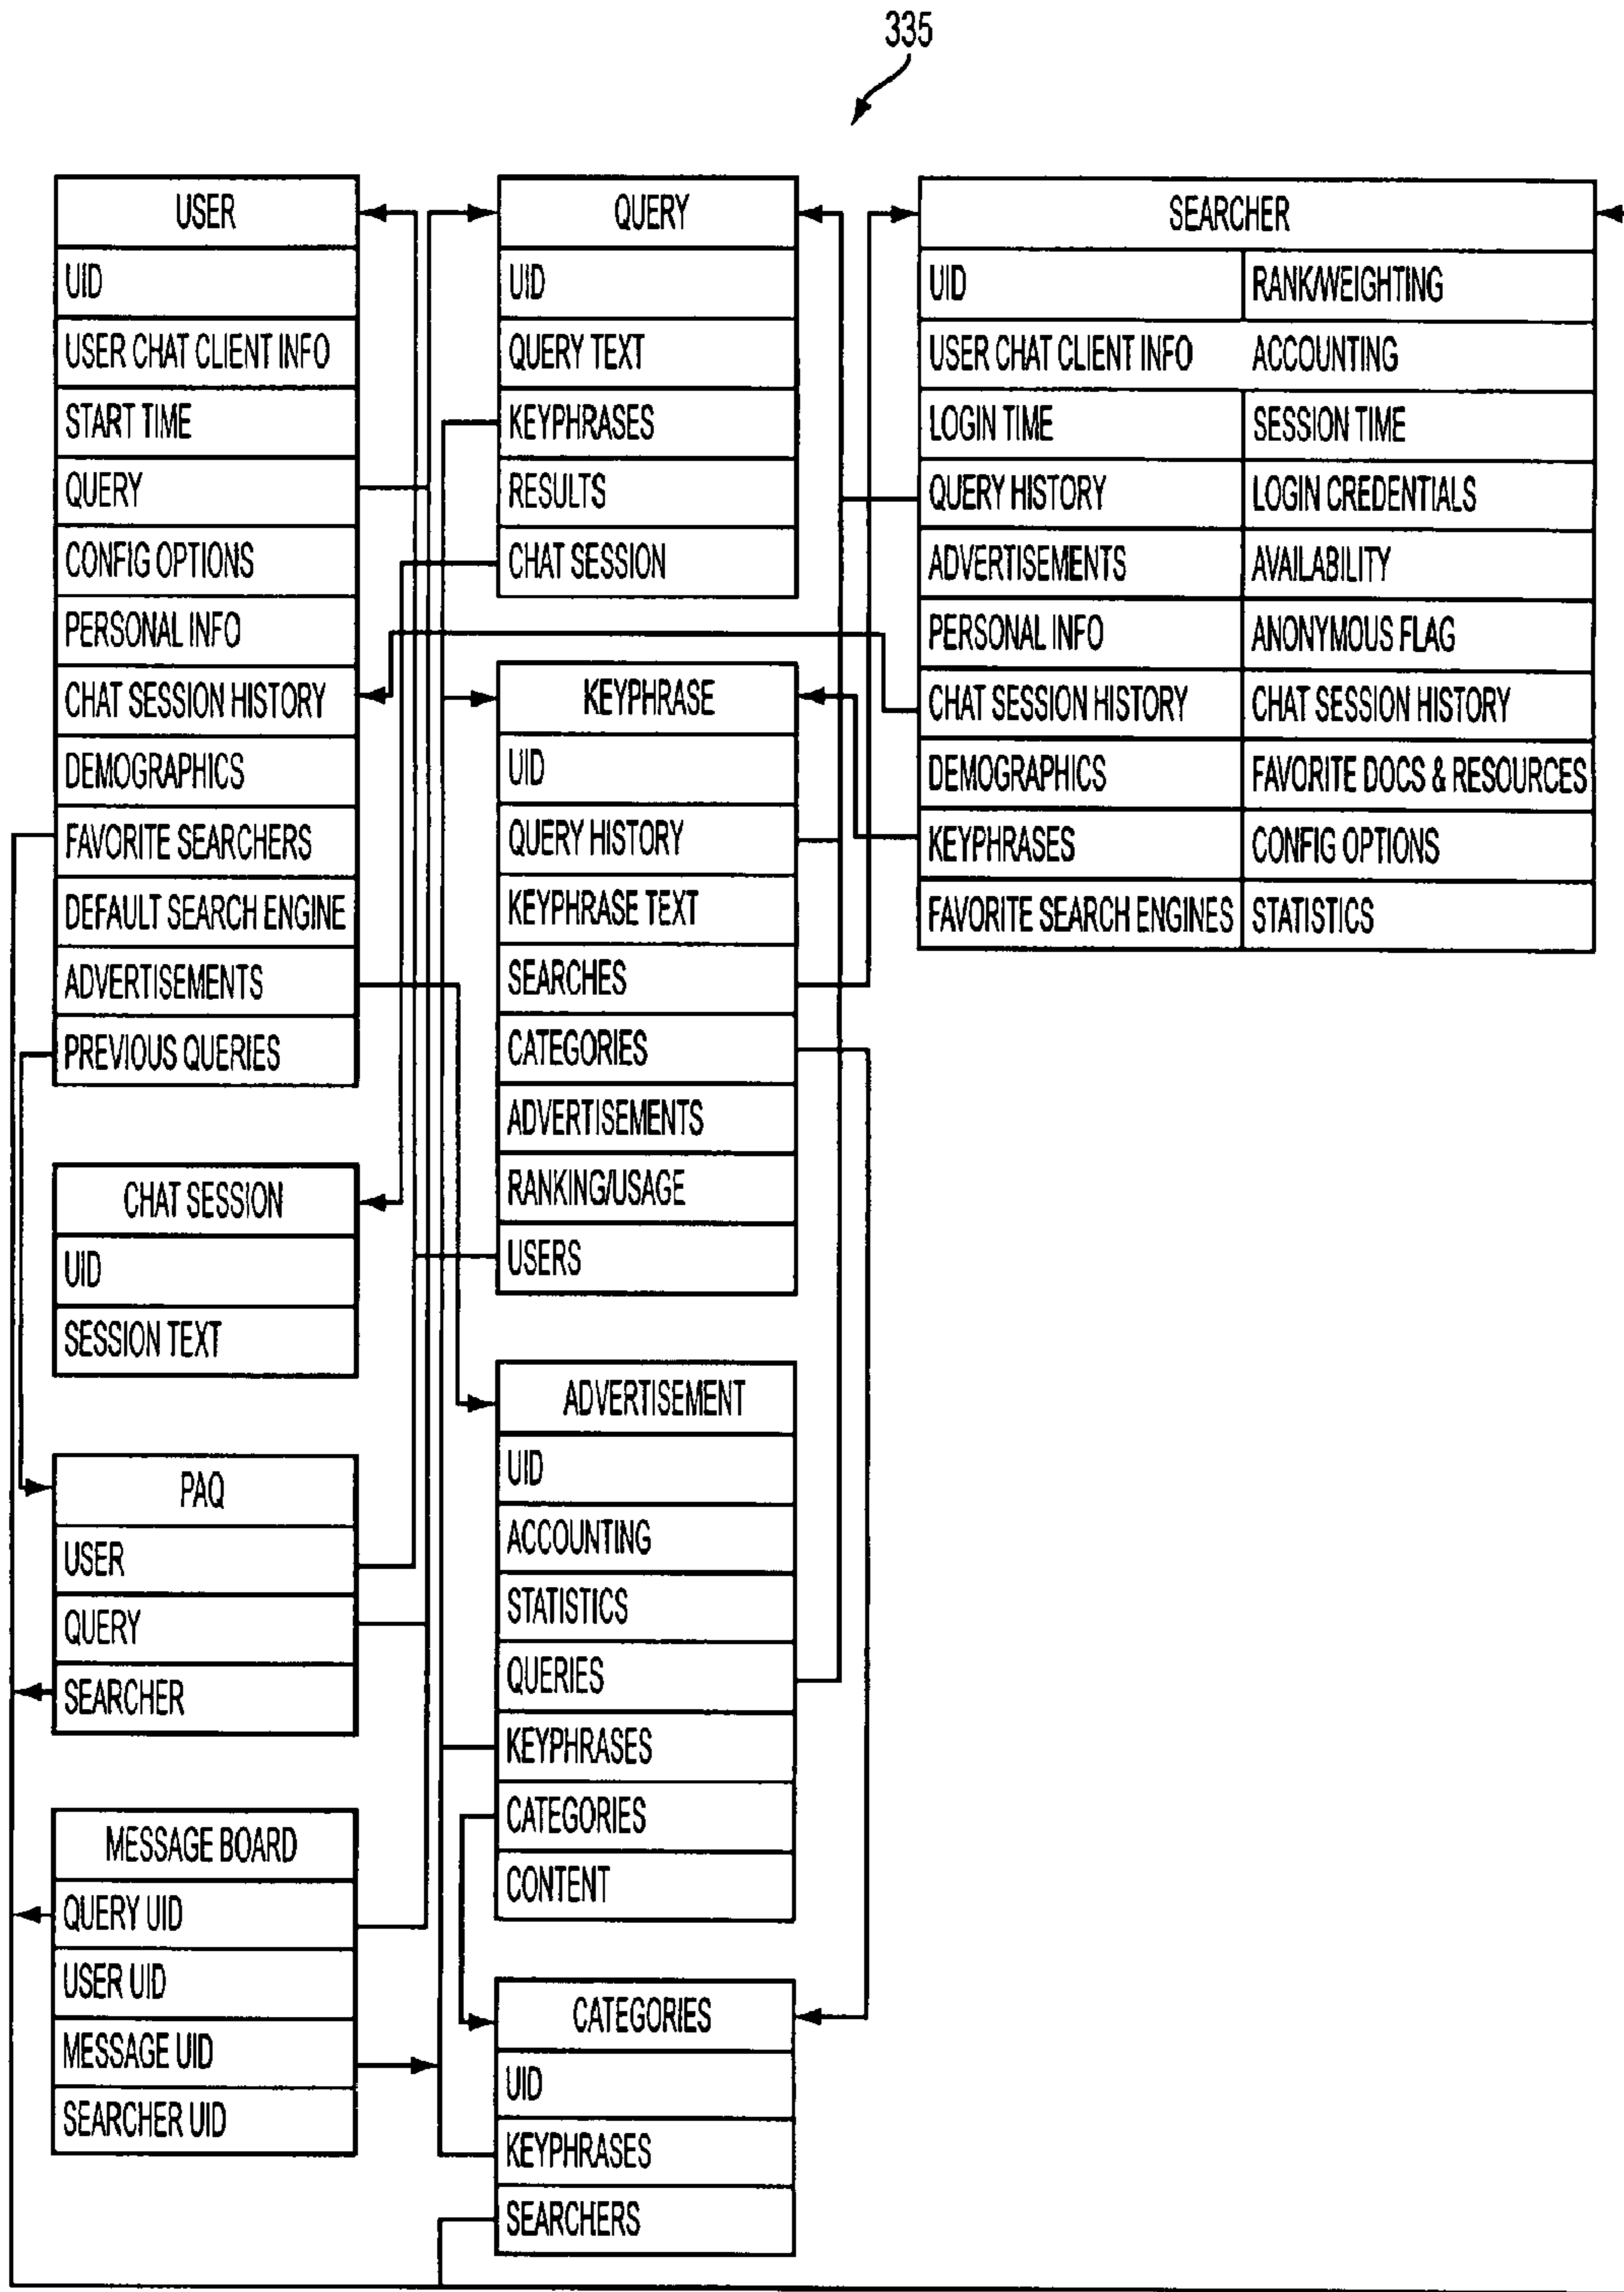 335
USER
UID
USER CHAT CLIENT INFO
START TIME
QUERY
CONFIG OPTIONS
PERSONAL INFO
CHAT SESSION HISTORY
DEMOGRAPHICS
FAVORITE SEARCHERS
DEFAULT SEARCH ENGINE
ADVERTISEMENTS
PREVIOUS QUERIES
CHAT SESSION
UID
SESSION TEXT
PAQ
USER
QUERY
SEARCHER
MESSAGE BOARD
QUERY UID
USER UID
MESSAGE UID
SEARCHER UID
QUERY
UID
QUERY TEXT
KEYPHRASES
RESULTS
CHAT SESSION
KEYPHRASE
UID
QUERY HISTORY
KEYPHRASE TEXT
SEARCHES
CATEGORIES
ADVERTISEMENTS
RANKING/USAGE
USERS
ADVERTISEMENT
UID
ACCOUNTING
STATISTICS
QUERIES
KEYPHRASES
CATEGORIES
CONTENT
CATEGORIES
UID
KEYPHRASES
SEARCHERS
SEARCHER
UID RANK/WEIGHTING
USER CHAT CLIENT INFO ACCOUNTING
LOGIN TIME SESSION TIME
QUERY HISTORY LOGIN CREDENTIALS
ADVERTISEMENTS AVAILABILITY
PERSONAL INFO ANONYMOUS FLAG
CHAT SESSION HISTORY CHAT SESSION HISTORY
DEMOGRAPHICS FAVORITE DOCS & RESOURCES
KEYPHRASES CONFIG OPTIONS
FAVORITE SEARCH ENGINES STATISTICS